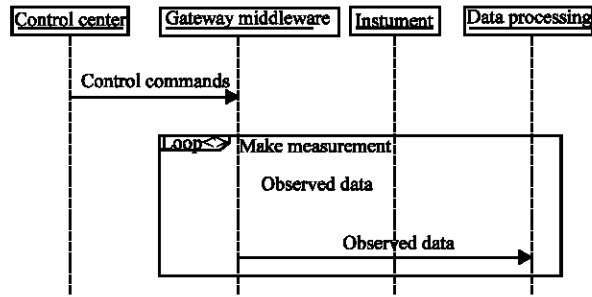 Control center
Gateway middleware
Instument
Data processing
Control commands
Loop<>
Make measurement
Observed data
Observed data